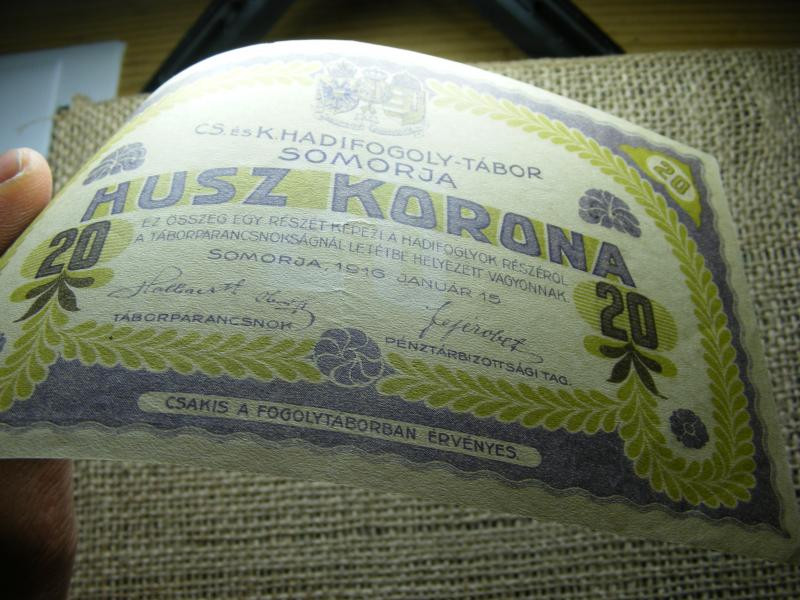 CS. és K. HADIFOGOLY-TÁBOR
SOMORJA
20
HUSZ KORONA
EZ ÖSSZEG EGY RÉSZÉT KÉPEZI A HADIFOGLYOK RÉSZÉRŐL
A TÁBORPARANCSNOKSÁGNÁL LETÉTBE HELYEZETT VAGYONNAK.
20
SOMORJA, 1916 JANUÁR 15.
20
TÁBORPARANCSNOK
PÉNZTÁRBIZOTTSÁGI TAG.
CSAKIS A FOGOLYTÁBORBAN ÉRVÉNYES.